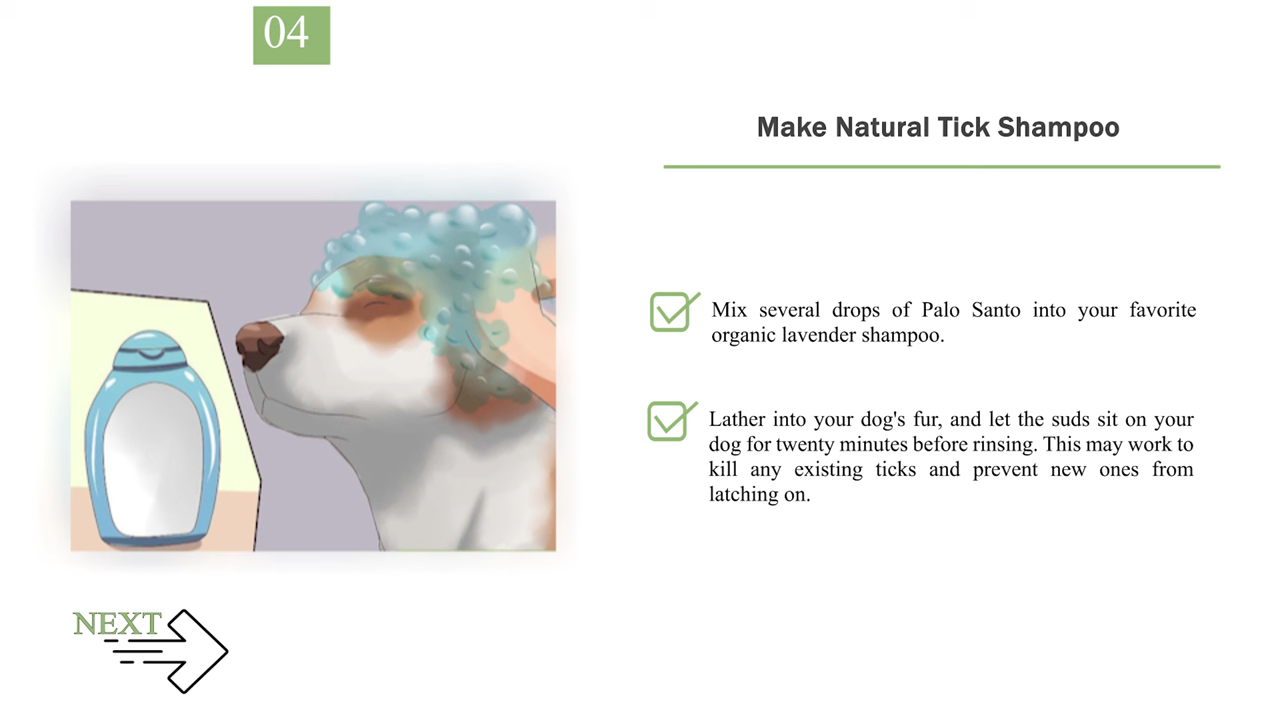 04
Make Natural Tick Shampoo
Mix several drops of Palo Santo into your favorite
organic lavender shampoo.
Lather into your dog's fur, and let the suds sit on your
dog for twenty minutes before rinsing. This may work to
kill any existing ticks and prevent new ones from
latching on.
NEXT